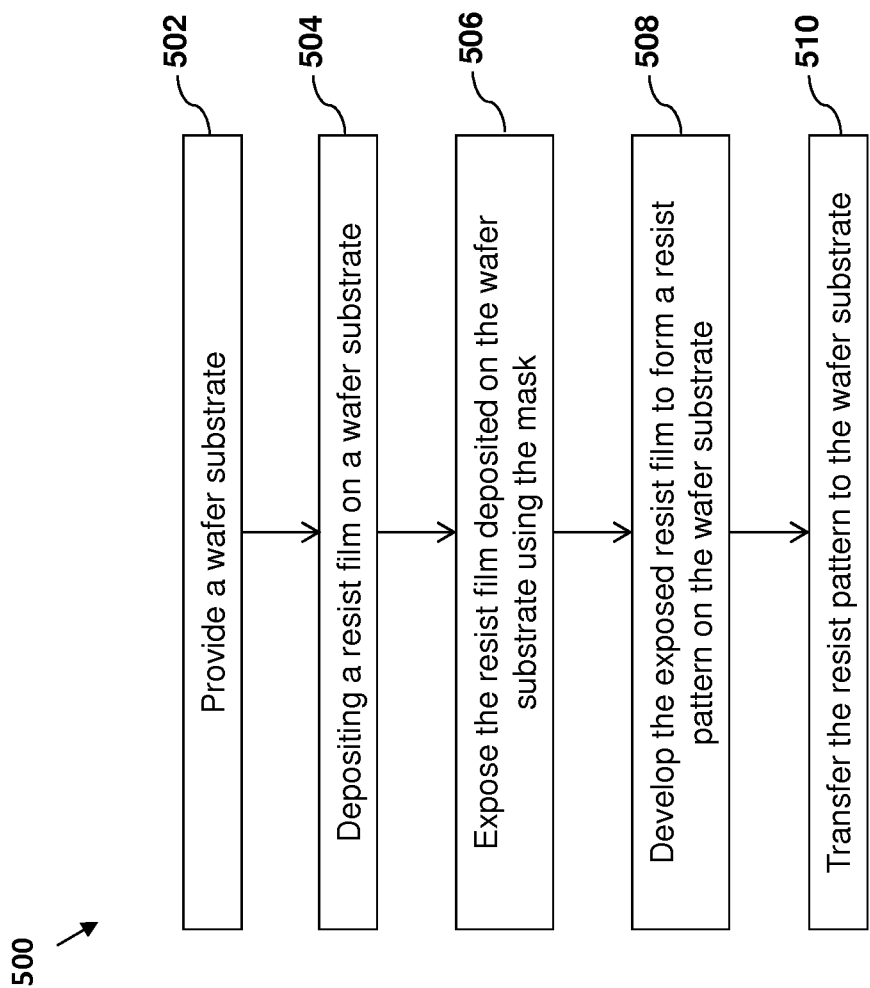 500
Provide a wafer substrate
502
Depositing a resist film on a wafer substrate
504
Expose the resist film deposited on the wafer
substrate using the mask
506
Develop the exposed resist film to form a resist
pattern on the wafer substrate
508
Transfer the resist pattern to the wafer substrate
510